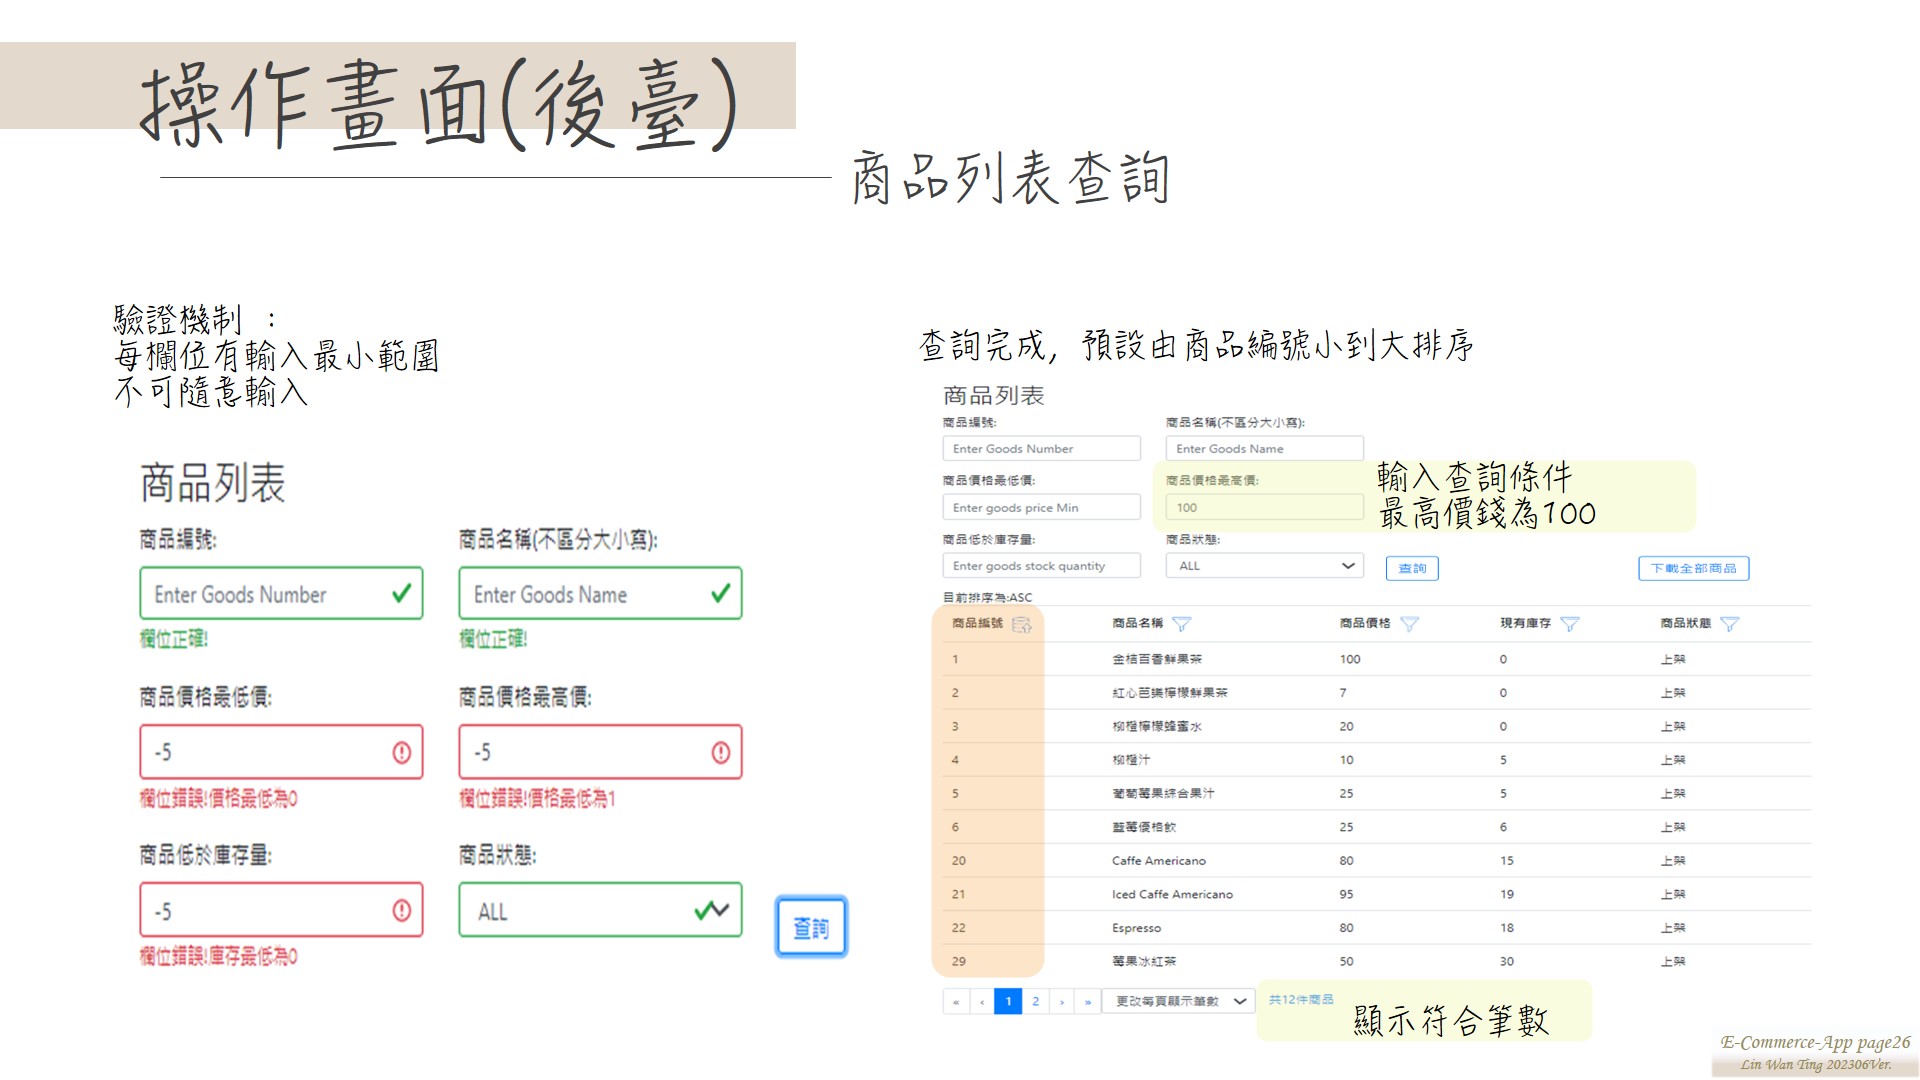 操作畫面(後臺)
商品列表查詢
驗證機制 ：
每欄位有輸入最小範圍
不可隨意輸入
商品列表
商品編號:
商品名稱(不區分大小寫):
Enter Goods Number
Enter Goods Name
欄位正確!
欄位正確!
商品價格最低價:
商品價格最高價:
-5
-5
欄位錯誤!價格最低為0
欄位錯誤!價格最低為1
商品低於庫存量:
商品狀態:
-5
ALL
查詢
欄位錯誤!庫存最低為0
查詢完成, 預設由商品編號小到大排序
商品列表
商品編號:
商品名稱(不區分大小寫):
Enter Goods Number
Enter Goods Name
商品價格最低價:
商品價格最高價:
Enter goods price Min
100
輸入查詢條件
最高價錢為100
商品低於庫存量:
商品狀態:
Enter goods stock quantity
ALL
查詢
下載全部商品
目前排序為:ASC
商品編號 商品名稱 商品價格 現有庫存 商品狀態
1 金桔百香鮮果茶 100 0 上架
2 紅心芭樂檸檬鮮果茶 7 0 上架
3 柳橙檸檬蜂蜜水 20 0 上架
4 柳橙汁 10 5 上架
5 葡萄莓果綜合果汁 25 5 上架
6 藍莓優格飲 25 6 上架
20 Caffe Americano 80 15 上架
21 Iced Caffe Americano 95 19 上架
22 Espresso 80 18 上架
29 莓果冰紅茶 50 30 上架
« ‹ 1 2 › » 更改每頁顯示筆數 共12件商品
顯示符合筆數
E-Commerce-App page26
Lin Wan Ting 202306Ver.